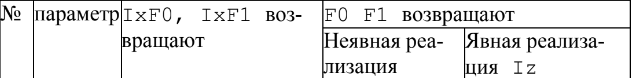 № параметр IxF0, IxF1 воз-
вращают
F0 F1 возвращают
Неявная реа-
лизация
Явная реализа-
ция Iz